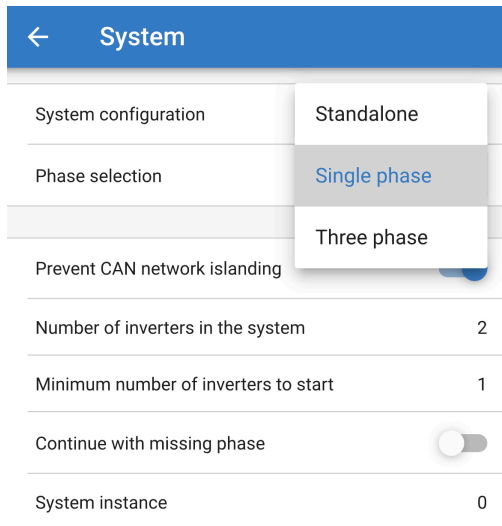 System
System configuration
Standalone
Phase selection
Single phase
Three phase
Prevent CAN network islanding
Number of inverters in the system 2
Minimum number of inverters to start 1
Continue with missing phase
System instance 0